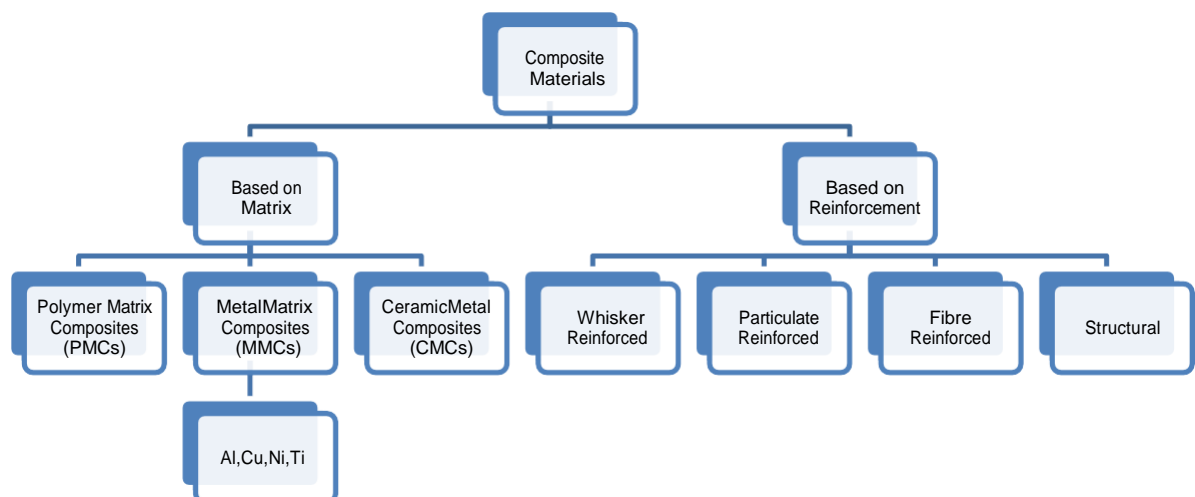 Composite
Materials
Based on
Matrix
Based on
Reinforcement
Polymer Matrix
Composites
(PMCs)
MetalMatrix
Composites
(MMCs)
CeramicMetal
Composites
(CMCs)
Whisker
Reinforced
Particulate
Reinforced
Fibre
Reinforced
Structural
Al,Cu,Ni,Ti